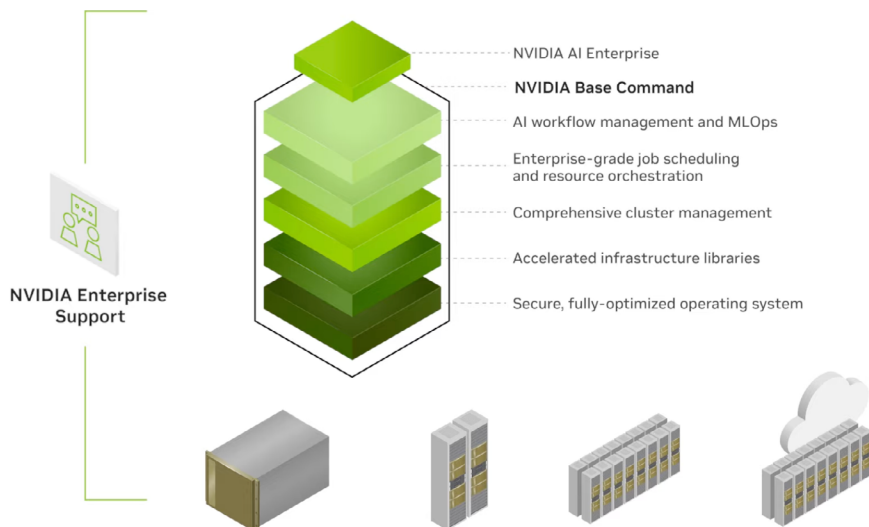 NVIDIA AI Enterprise
NVIDIA Base Command
AI workflow management and MLOps
Enterprise-grade job scheduling
and resource orchestration
Comprehensive cluster management
Accelerated infrastructure libraries
Secure, fully-optimized operating system
NVIDIA Enterprise
Support